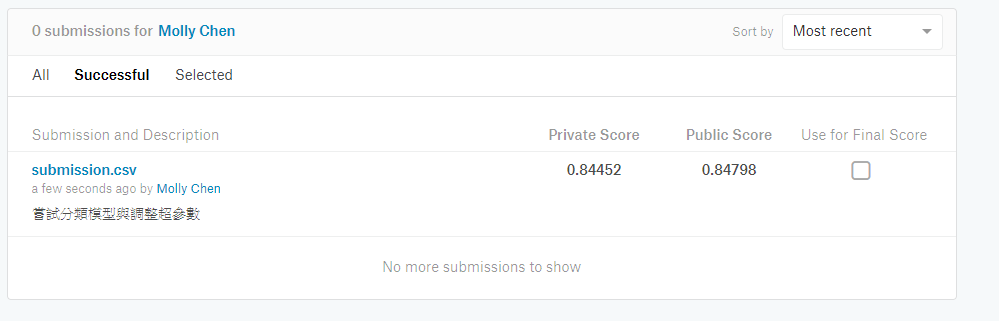 0 submissions for Molly Chen
Sort by Most recent
All Successful Selected
Submission and Description Private Score Public Score Use for Final Score
submission.csv 0.84452 0.84798
a few seconds ago by Molly Chen
嘗試分類模型與調整超參數
No more submissions to show